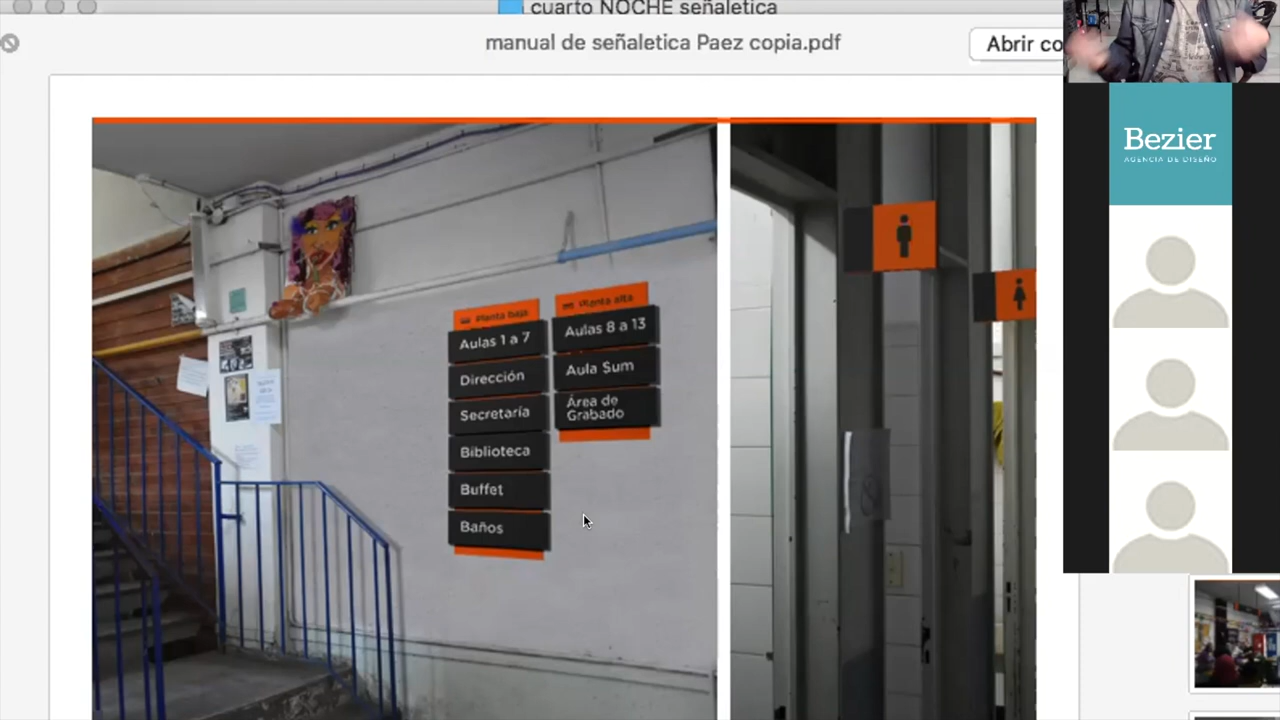 cuarto NOCHE señaletica
manual de señaletica Paez copia.pdf
Abrir co
Bezier
AGENCIA DE DISEÑO
Planta baja
Aulas 1 a 7
Dirección
Secretaría
Biblioteca
Buffet
Baños
Planta alta
Aulas 8 a 13
Aula Sum
Área de
Grabado